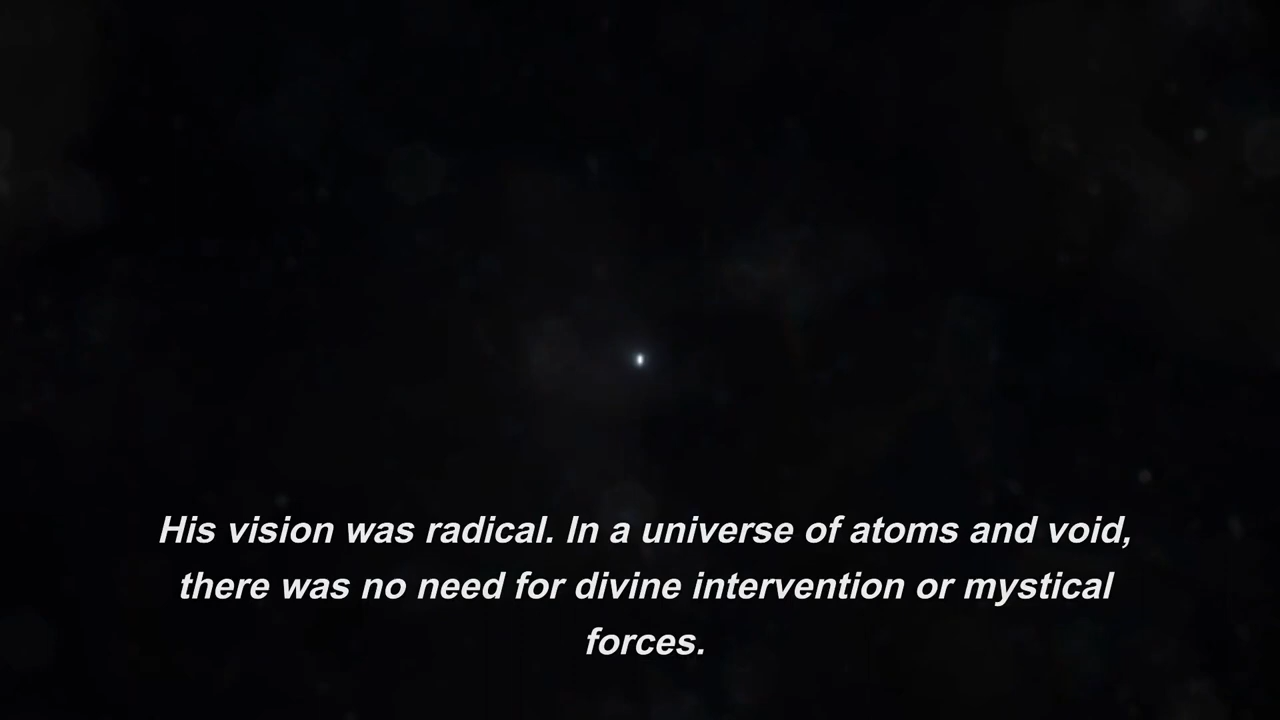 His vision was radical. In a universe of atoms and void,
there was no need for divine intervention or mystical
forces.